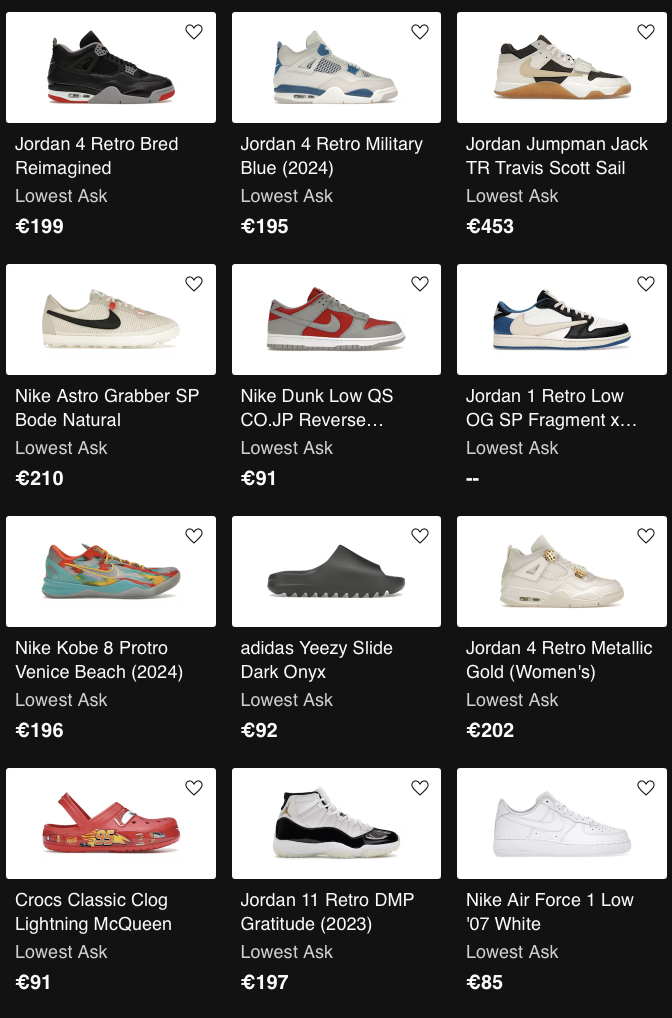 Jordan 4 Retro Bred
Reimagined
Lowest Ask
€199
Jordan 4 Retro Military
Blue (2024)
Lowest Ask
€195
Jordan Jumpman Jack
TR Travis Scott Sail
Lowest Ask
€453
Nike Astro Grabber SP
Bode Natural
Lowest Ask
€210
Nike Dunk Low QS
CO.JP Reverse...
Lowest Ask
€91
Jordan 1 Retro Low
OG SP Fragment x...
Lowest Ask
--
Nike Kobe 8 Protro
Venice Beach (2024)
Lowest Ask
€196
adidas Yeezy Slide
Dark Onyx
Lowest Ask
€92
Jordan 4 Retro Metallic
Gold (Women's)
Lowest Ask
€202
95
Crocs Classic Clog
Lightning McQueen
Lowest Ask
€91
Jordan 11 Retro DMP
Gratitude (2023)
Lowest Ask
€197
Nike Air Force 1 Low
'07 White
Lowest Ask
€85